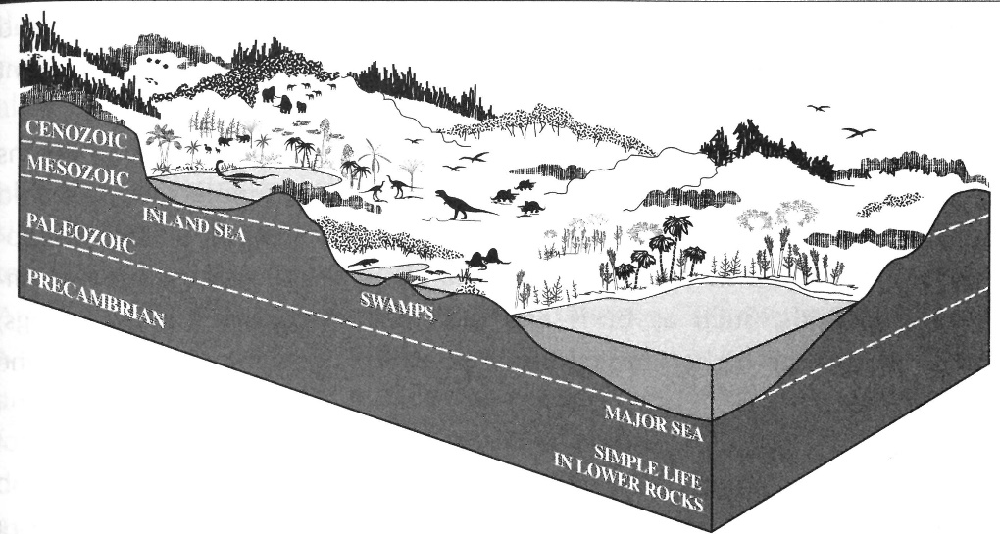 CENOZOIC
MESOZOIC
INLAND SEA
PALEOZOIC
SWAMPS
PRECAMBRIAN
MAJOR SEA
SIMPLE LIFE
IN LOWER ROCKS